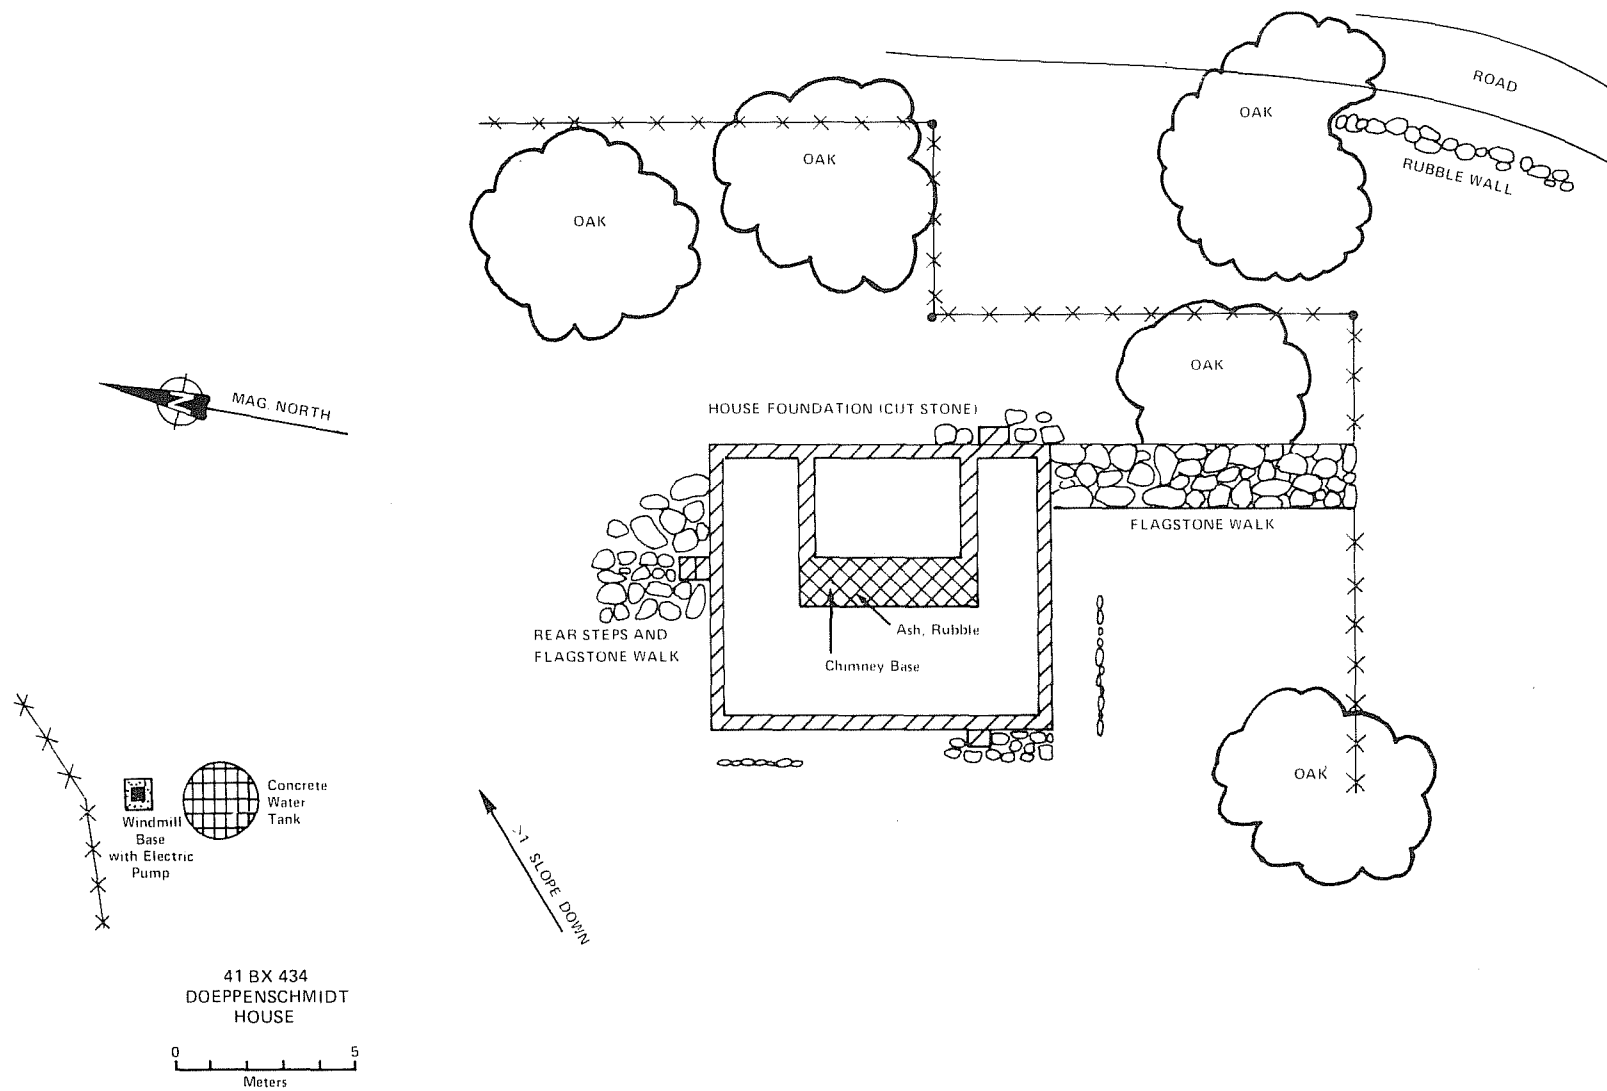 ROAD
OAK
RUBBLE WALL
OAK
OAK
OAK
MAG. NORTH
N
HOUSE FOUNDATION (CUT STONE)
FLAGSTONE WALK
Ash, Rubble
REAR STEPS AND
FLAGSTONE WALK
Chimney Base
OAK
Concrete
Water
Tank
Windmill
Base
with Electric
Pump
SLOPE DOWN
41 BX 434
DOEPPENSCHMIDT
HOUSE
0 5
Meters